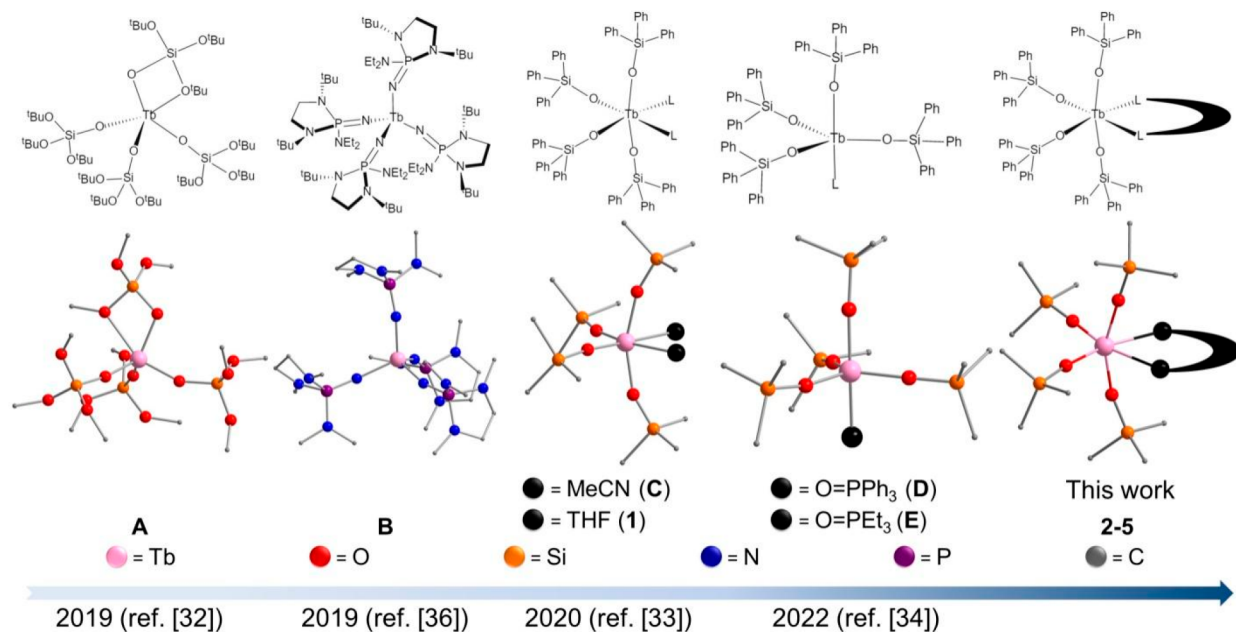 ᵗBuO OᵗBu
Si
OᵗBu
O
OᵗBu
Tb
ᵗBuO
ᵗBuO Si O
ᵗBuO
O
O
Si OᵗBu
ᵗBuO OᵗBu
Si
ᵗBuO OᵗBu
OᵗBu
ᵗBu
N
P N
Et₂N ᵗBu
N
ᵗBu
N N
P Tb
N NEt₂
ᵗBu
N
N ᵗBu
P N
Et₂N N
ᵗBu
N
ᵗBu N P NEt₂
N
ᵗBu
Ph Ph
Si
Ph
Ph O
Ph Si L
Ph O Tb
Ph O L
Ph Si O
Ph Si
Ph Ph
Ph
Ph Ph
Si
Ph
O
Ph
Ph Si O Tb O Si Ph
Ph Ph
Ph O Ph
Ph Si L
Ph
Ph Ph
Si
Ph
Ph O
Ph Si L
Ph O Tb
Ph O L
Ph Si O
Ph Si
Ph Ph
Ph
= MeCN (C) = O=PPh₃ (D) This work
A B = THF (1) = O=PEt₃ (E) 2-5
= Tb = O = Si = N = P = C
2019 (ref. [32]) 2019 (ref. [36]) 2020 (ref. [33]) 2022 (ref. [34])